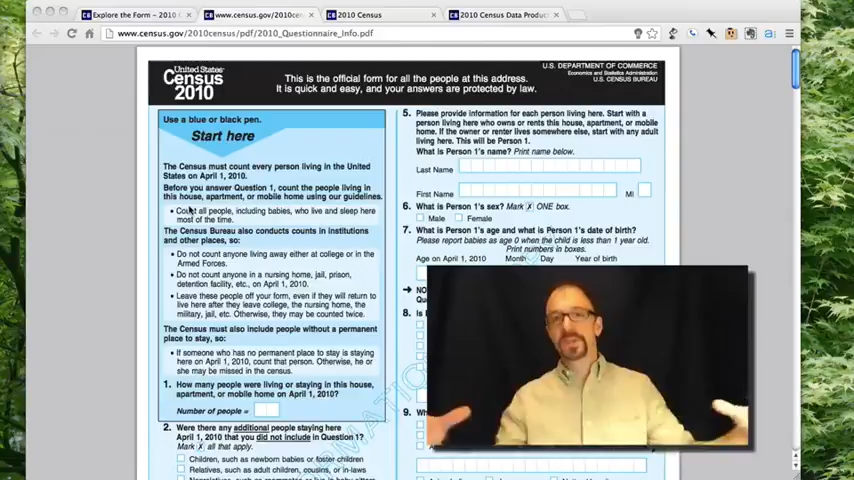 Explore the Form – 2010 C
www.census.gov/2010cens
2010 Census
2010 Census Data Produc
www.census.gov/2010census/pdf/2010_Questionnaire_Info.pdf
United States
Census
2010
This is the official form for all the people at this address.
It is quick and easy, and your answers are protected by law.
U.S. DEPARTMENT OF COMMERCE
Economics and Statistics Administration
U.S. CENSUS BUREAU
Use a blue or black pen.
Start here
The Census must count every person living in the United
States on April 1, 2010.
Before you answer Question 1, count the people living in
this house, apartment, or mobile home using our guidelines.
• Count all people, including babies, who live and sleep here
most of the time.
The Census Bureau also conducts counts in institutions
and other places, so:
• Do not count anyone living away either at college or in the
Armed Forces.
• Do not count anyone in a nursing home, jail, prison,
detention facility, etc., on April 1, 2010.
• Leave these people off your form, even if they will return to
live here after they leave college, the nursing home, the
military, jail, etc. Otherwise, they may be counted twice.
The Census must also include people without a permanent
place to stay, so:
• If someone who has no permanent place to stay is staying
here on April 1, 2010, count that person. Otherwise, he or
she may be missed in the census.
1. How many people were living or staying in this house,
apartment, or mobile home on April 1, 2010?
Number of people =
2. Were there any additional people staying here
April 1, 2010 that you did not include in Question 1?
Mark X all that apply.
Children, such as newborn babies or foster children
Relatives, such as adult children, cousins, or in-laws
Nonrelatives, such as roommates or live-in baby sitters
5. Please provide information for each person living here. Start with a
person living here who owns or rents this house, apartment, or mobile
home. If the owner or renter lives somewhere else, start with any adult
living here. This will be Person 1.
What is Person 1's name? Print name below.
Last Name
First Name
MI
6. What is Person 1's sex? Mark X ONE box.
Male Female
7. What is Person 1's age and what is Person 1's date of birth?
Please report babies as age 0 when the child is less than 1 year old.
Print numbers in boxes.
Age on April 1, 2010 Month Day Year of birth
→ NO
Que
8. Is
9. Wh